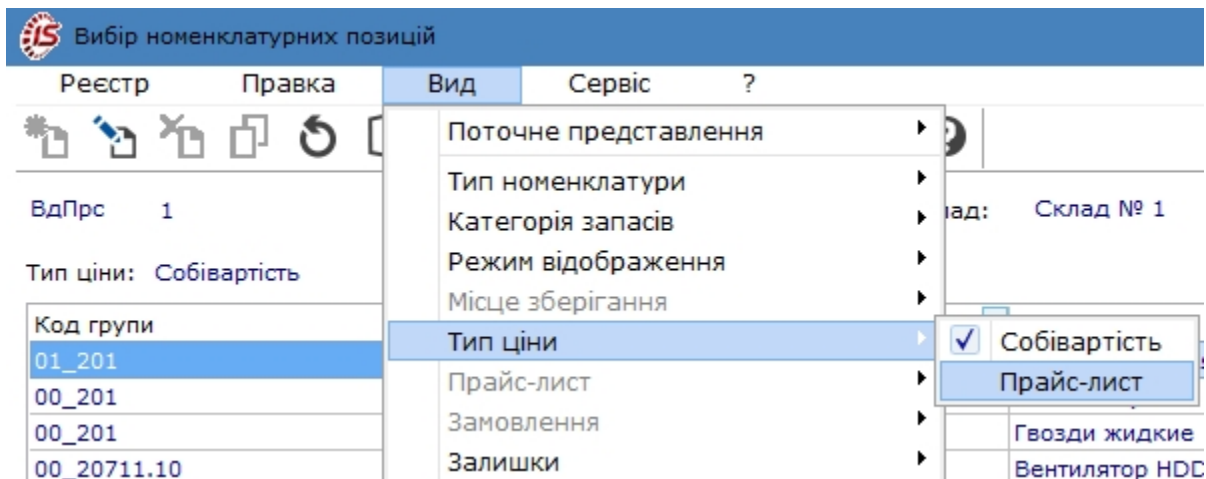 IS Вибір номенклатурних позицій
Реєстр Правка Вид Сервіс ?
Поточне представлення
Тип номенклатури
Категорія запасів
Режим відображення
Місце зберігання
Тип ціни
Прайс-лист
Замовлення
Залишки
Собівартість
Прайс-лист
ВдПрс 1
Склад № 1
Тип ціни: Собівартість
Код групи
01_201
00_201
00_201
Гвозди жидкие
00_20711.10
Вентилятор HDD